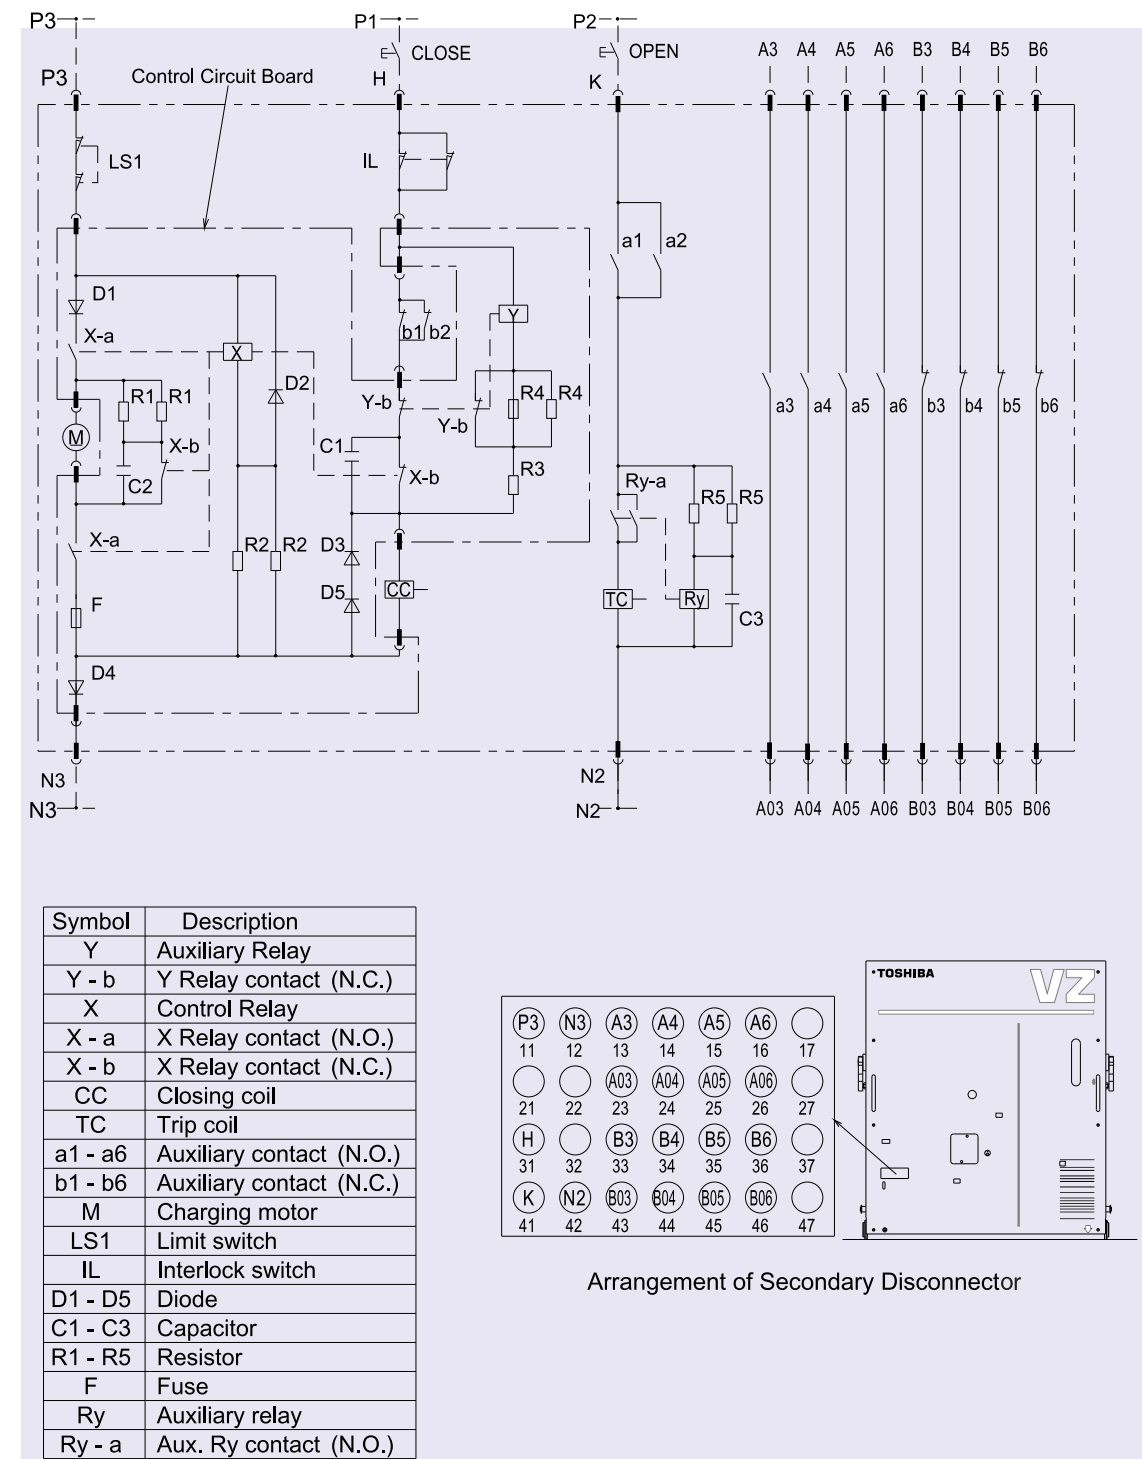 P3 P1 P2
CLOSE OPEN A3 A4 A5 A6 B3 B4 B5 B6
P3 Control Circuit Board H K
LS1 IL
a1 a2
D1 Y
X-a b1 b2
X
D2
R1 R1 Y-b R4 R4 a3 a4 a5 a6 b3 b4 b5 b6
M X-b C1 Y-b
C2 X-b R3 Ry-a R5 R5
X-a R2 R2 D3
F D5 CC TC Ry C3
D4
N3 N2
N3 N2 A03 A04 A05 A06 B03 B04 B05 B06
Symbol Description
Y Auxiliary Relay
Y - b Y Relay contact (N.C.)
X Control Relay
X - a X Relay contact (N.O.)
X - b X Relay contact (N.C.)
CC Closing coil
TC Trip coil
a1 - a6 Auxiliary contact (N.O.)
b1 - b6 Auxiliary contact (N.C.)
M Charging motor
LS1 Limit switch
IL Interlock switch
D1 - D5 Diode
C1 - C3 Capacitor
R1 - R5 Resistor
F Fuse
Ry Auxiliary relay
Ry - a Aux. Ry contact (N.O.)
P3 N3 A3 A4 A5 A6
11 12 13 14 15 16 17
A03 A04 A05 A06
21 22 23 24 25 26 27
H B3 B4 B5 B6
31 32 33 34 35 36 37
K N2 B03 B04 B05 B06
41 42 43 44 45 46 47
TOSHIBA VZ
Arrangement of Secondary Disconnector